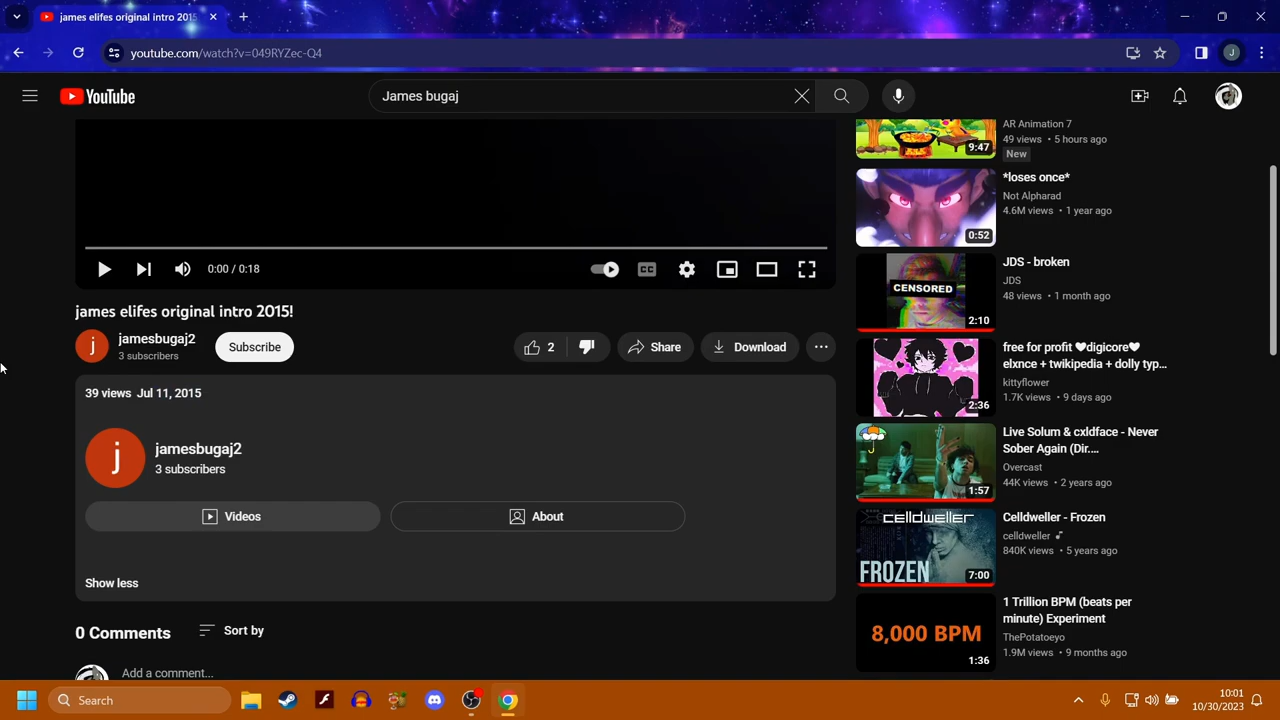 james elifes original intro 2015
youtube.com/watch?v=049RYZec-Q4
J
YouTube
James bugaj
AR Animation 7
49 views • 5 hours ago
New
9:47
*loses once*
Not Alpharad
4.6M views • 1 year ago
0:52
JDS - broken
JDS
48 views • 1 month ago
CENSORED
2:10
free for profit ❤digicore❤
elxnce + twikipedia + dolly typ...
kittyflower
1.7K views • 9 days ago
2:36
Live Solum & cxldface - Never
Sober Again (Dir....
Overcast
44K views • 2 years ago
1:57
Celldweller - Frozen
celldweller
840K views • 5 years ago
celldweller
FROZEN
7:00
1 Trillion BPM (beats per
minute) Experiment
ThePotatoeyo
1.9M views • 9 months ago
8,000 BPM
1:36
0:00 / 0:18
CC
james elifes original intro 2015!
j
jamesbugaj2
3 subscribers
Subscribe
2
Share
Download
39 views Jul 11, 2015
j
jamesbugaj2
3 subscribers
Videos
About
Show less
0 Comments
Sort by
Add a comment...
Search
10:01
10/30/2023